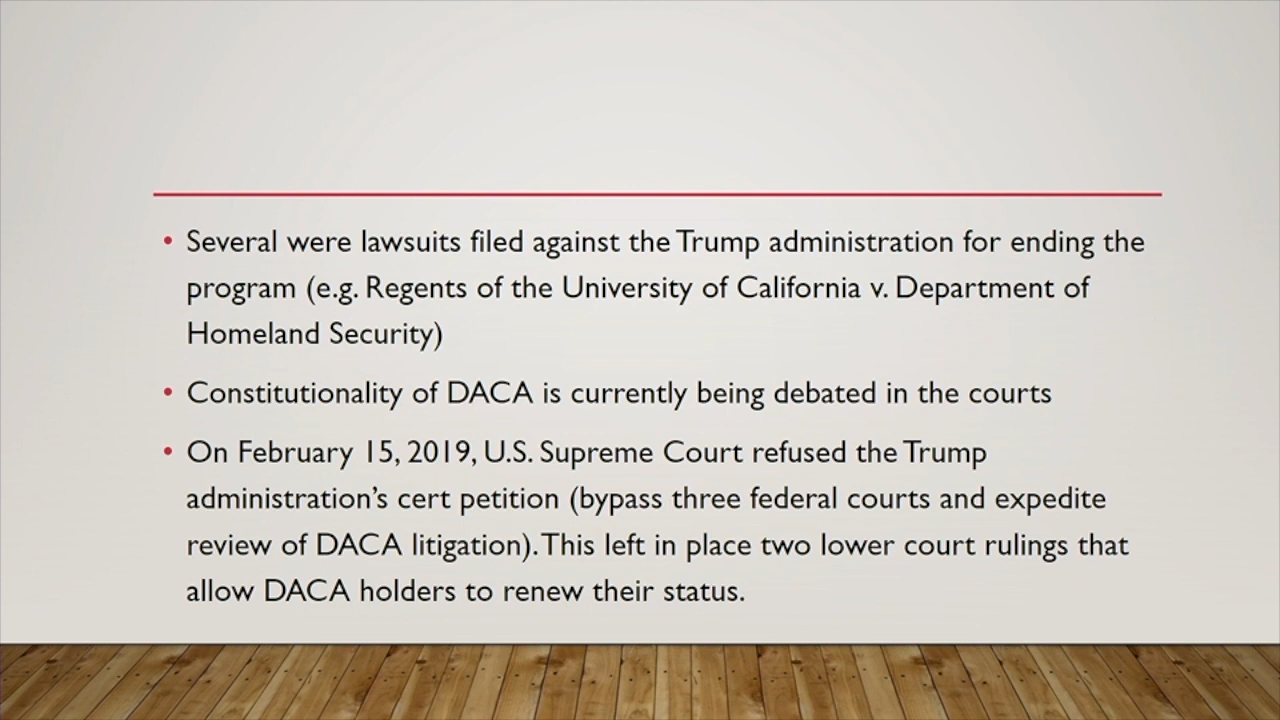 • Several were lawsuits filed against the Trump administration for ending the
program (e.g. Regents of the University of California v. Department of
Homeland Security)
• Constitutionality of DACA is currently being debated in the courts
• On February 15, 2019, U.S. Supreme Court refused the Trump
administration’s cert petition (bypass three federal courts and expedite
review of DACA litigation). This left in place two lower court rulings that
allow DACA holders to renew their status.